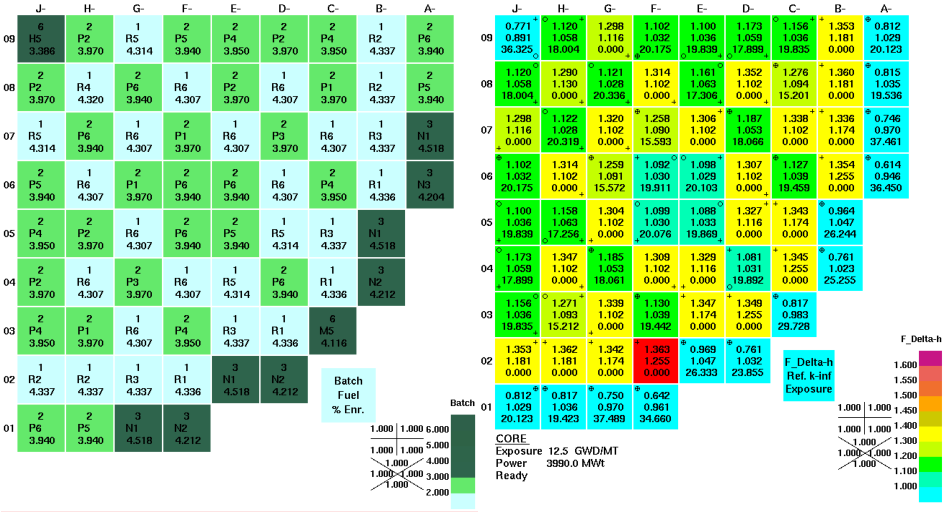 J- H- G- F- E- D- C- B- A-
6 2 1 2 2 2 2 1 2
09 H5 P2 R5 P5 P4 P2 P4 R2 P6
3.386 3.970 4.314 3.940 3.950 3.970 3.950 4.337 3.940
2 1 2 1 2 1 2 1 2
08 P2 R4 P6 R6 P2 R6 P1 R2 P5
3.970 4.320 3.940 4.307 3.970 4.307 3.970 4.337 3.940
1 2 1 2 1 2 1 1 3
07 R5 P6 R6 P1 R6 P3 R6 R3 N1
4.314 3.940 4.307 3.970 4.307 3.970 4.307 4.337 4.518
2 1 2 2 2 1 2 1 3
06 P5 R6 P1 P6 P6 R6 P4 R1 N3
3.940 4.307 3.970 3.940 3.940 4.307 3.950 4.336 4.204
2 2 1 2 2 1 1 3
05 P4 P2 R6 P6 P5 R5 R3 N1
3.950 3.970 4.307 3.940 3.940 4.314 4.337 4.518
2 1 2 1 1 2 1 3
04 P2 R6 P3 R6 R5 P6 R1 N2
3.970 4.307 3.970 4.307 4.314 3.940 4.336 4.212
2 2 1 2 1 1 6
03 P4 P1 R6 P4 R3 R1 M5
3.950 3.970 4.307 3.950 4.337 4.336 4.116
1 1 1 1 3 3
02 R2 R2 R3 R1 N1 N2
4.337 4.337 4.337 4.336 4.518 4.212
2 2 3 3
01 P6 P5 N1 N2
3.940 3.940 4.518 4.212
Batch
Fuel
% Enr.
1.000 1.000
1.000 1.000
1.000
1.000 1.000
1.000
Batch
6.000
5.000
4.000
3.000
2.000
J- H- G- F- E- D- C- B- A-
0.771 1.120 1.298 1.102 1.100 1.173 1.156 1.353 0.812
09 0.891 1.058 1.116 1.032 1.036 1.059 1.036 1.181 1.029
36.325 18.004 0.000 20.175 19.839 17.899 19.835 0.000 20.123
1.120 1.290 1.121 1.314 1.161 1.352 1.276 1.360 0.815
08 1.058 1.130 1.028 1.102 1.063 1.102 1.094 1.181 1.035
18.004 0.000 20.336 0.000 17.306 0.000 15.201 0.000 19.536
1.298 1.122 1.320 1.258 1.306 1.187 1.338 1.336 0.746
07 1.116 1.028 1.102 1.090 1.102 1.053 1.102 1.174 0.970
0.000 20.319 0.000 15.593 0.000 18.066 0.000 0.000 37.461
1.102 1.314 1.259 1.092 1.098 1.307 1.127 1.354 0.614
06 1.032 1.102 1.091 1.030 1.029 1.102 1.039 1.255 0.946
20.175 0.000 15.572 19.911 20.103 0.000 19.459 0.000 36.450
1.100 1.158 1.304 1.099 1.088 1.327 1.343 0.964
05 1.036 1.063 1.102 1.030 1.033 1.116 1.174 1.047
19.839 17.256 0.000 20.076 19.869 0.000 0.000 26.244
1.173 1.347 1.185 1.309 1.329 1.081 1.345 0.761
04 1.059 1.102 1.053 1.102 1.116 1.031 1.255 1.023
17.899 0.000 18.061 0.000 0.000 19.892 0.000 25.255
1.156 1.271 1.339 1.130 1.347 1.349 0.817
03 1.036 1.093 1.102 1.039 1.174 1.255 0.983
19.835 15.212 0.000 19.442 0.000 0.000 29.728
1.353 1.362 1.342 1.363 0.969 0.761
02 1.181 1.181 1.174 1.255 1.047 1.032
0.000 0.000 0.000 0.000 26.333 23.855
0.812 0.817 0.750 0.642
01 1.029 1.036 0.970 0.961
20.123 19.423 37.489 34.660
F_Delta-h
Ref. k-inf
Exposure
CORE
Exposure 12.5 GWD/MT
Power 3990.0 MWt
Ready
1.000 1.000
1.000 1.000
1.000
1.000 1.000
1.000
F_Delta-h
1.600
1.550
1.500
1.450
1.400
1.300
1.200
1.100
1.000